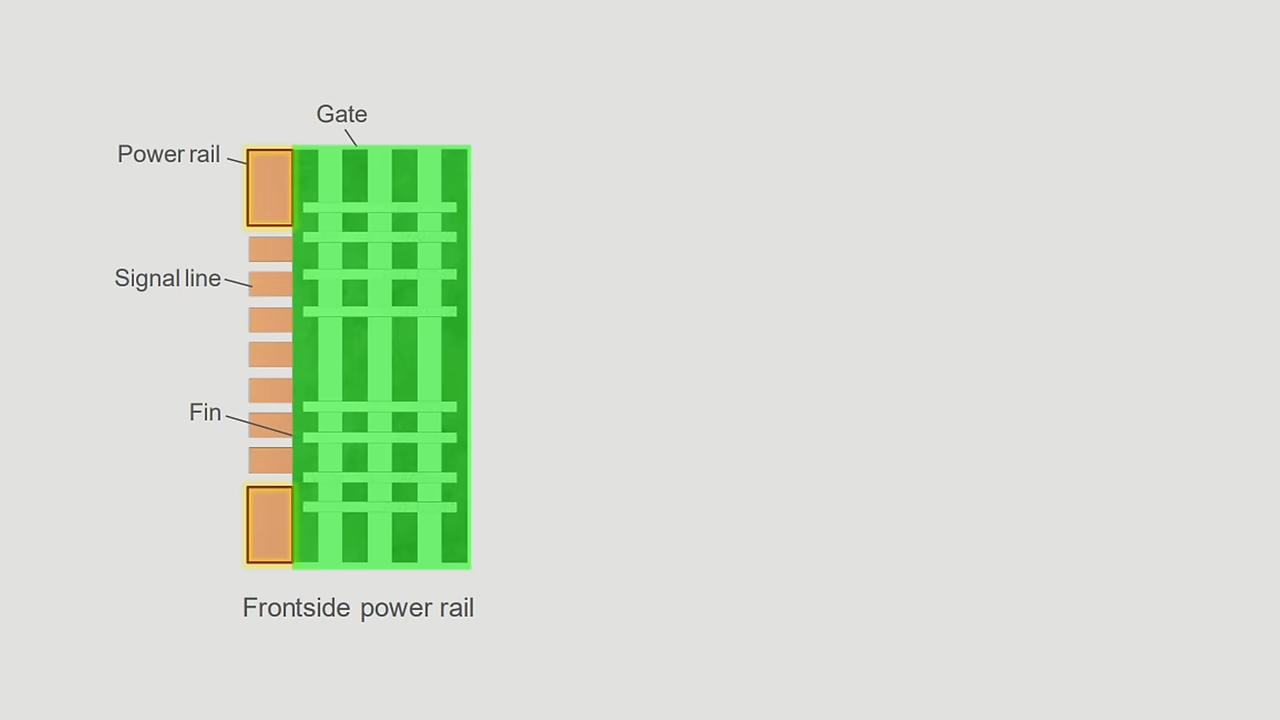 Gate
Power rail
Signal line
Fin
Frontside power rail